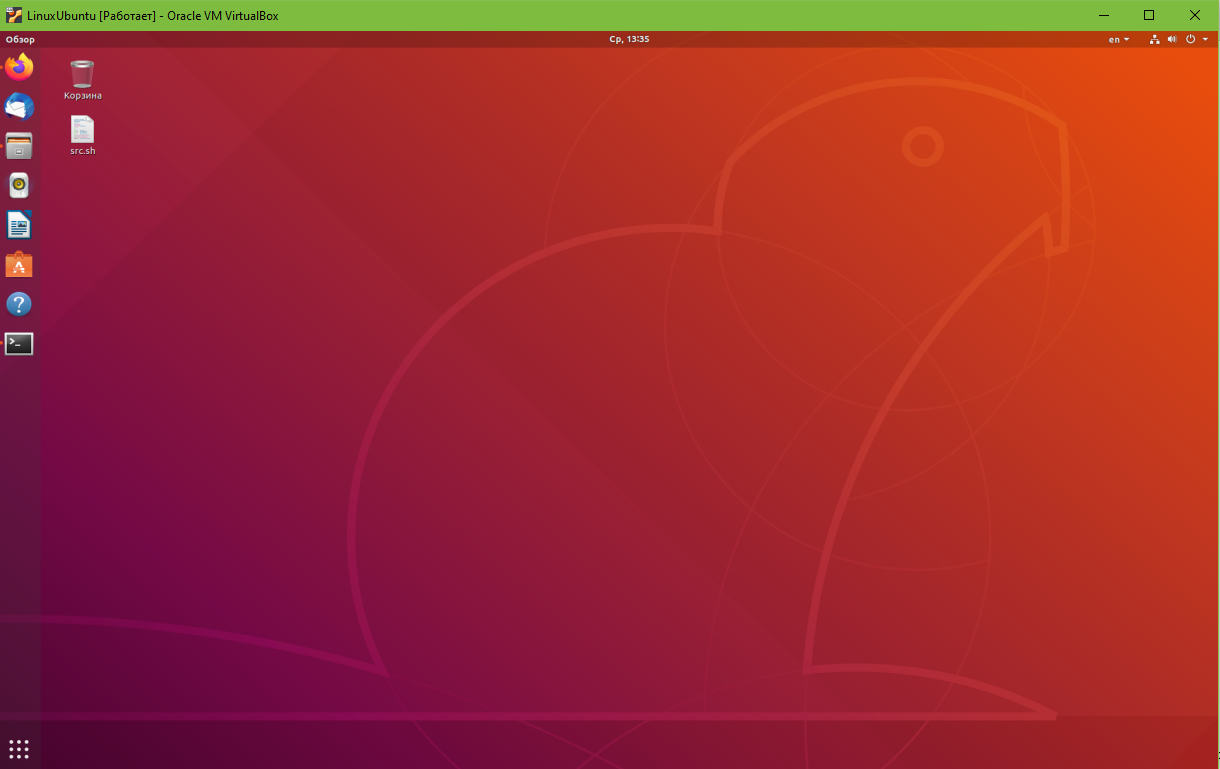 LinuxUbuntu [Работает] - Oracle VM VirtualBox
Обзор
Ср, 13:35
en
Корзина
src.sh